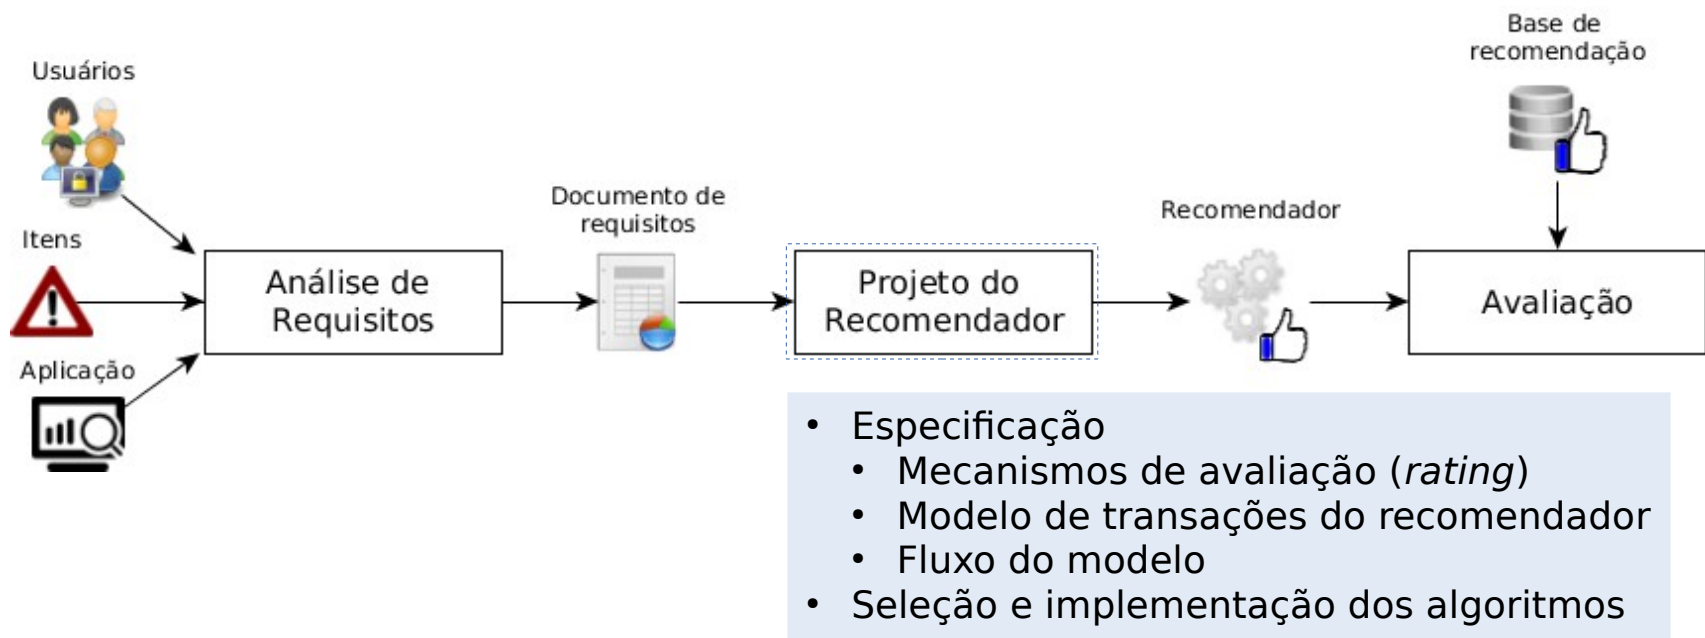 Base de
recomendação
Usuários
Documento de
requisitos
Recomendador
Itens
Análise de
Requisitos
Projeto do
Recomendador
Avaliação
Aplicação
• Especificação
• Mecanismos de avaliação (rating)
• Modelo de transações do recomendador
• Fluxo do modelo
• Seleção e implementação dos algoritmos